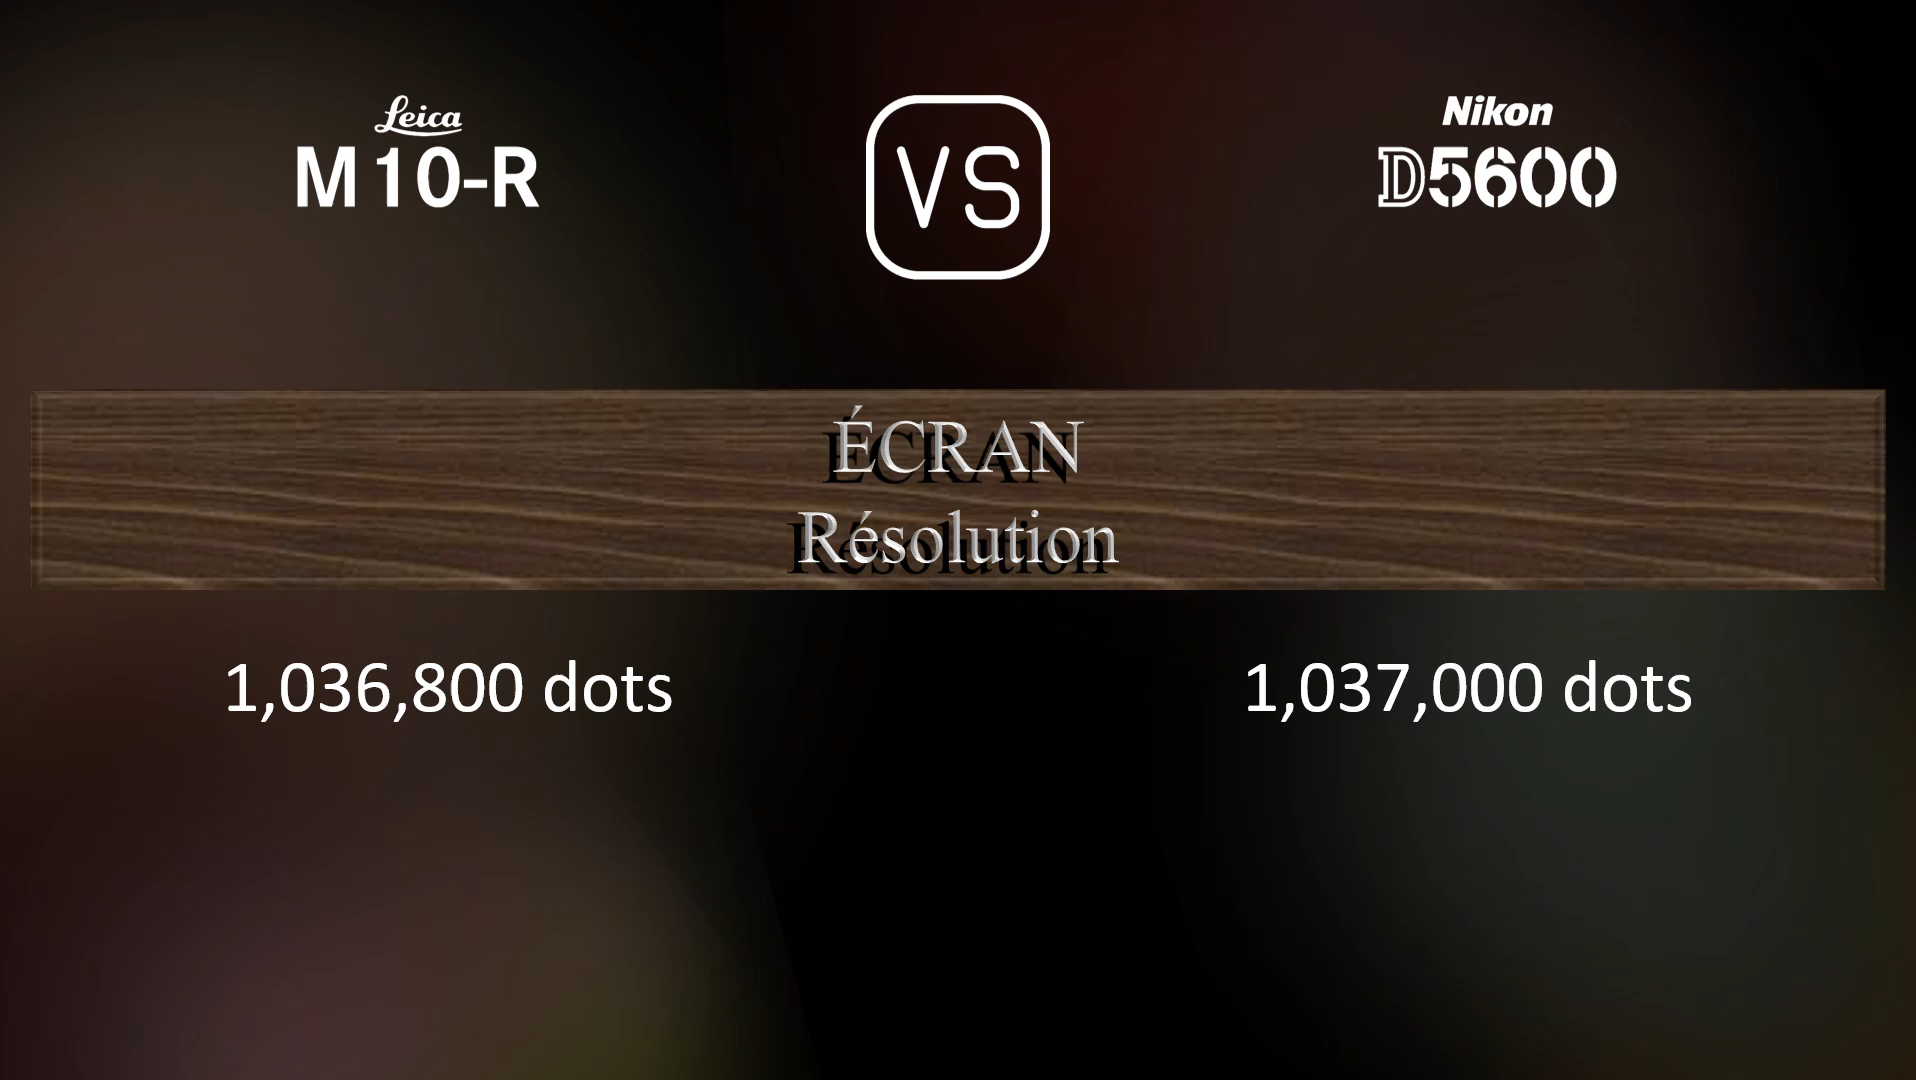 Leica
M10-R
VS
Nikon
D5600
ÉCRAN
Résolution
1,036,800 dots
1,037,000 dots